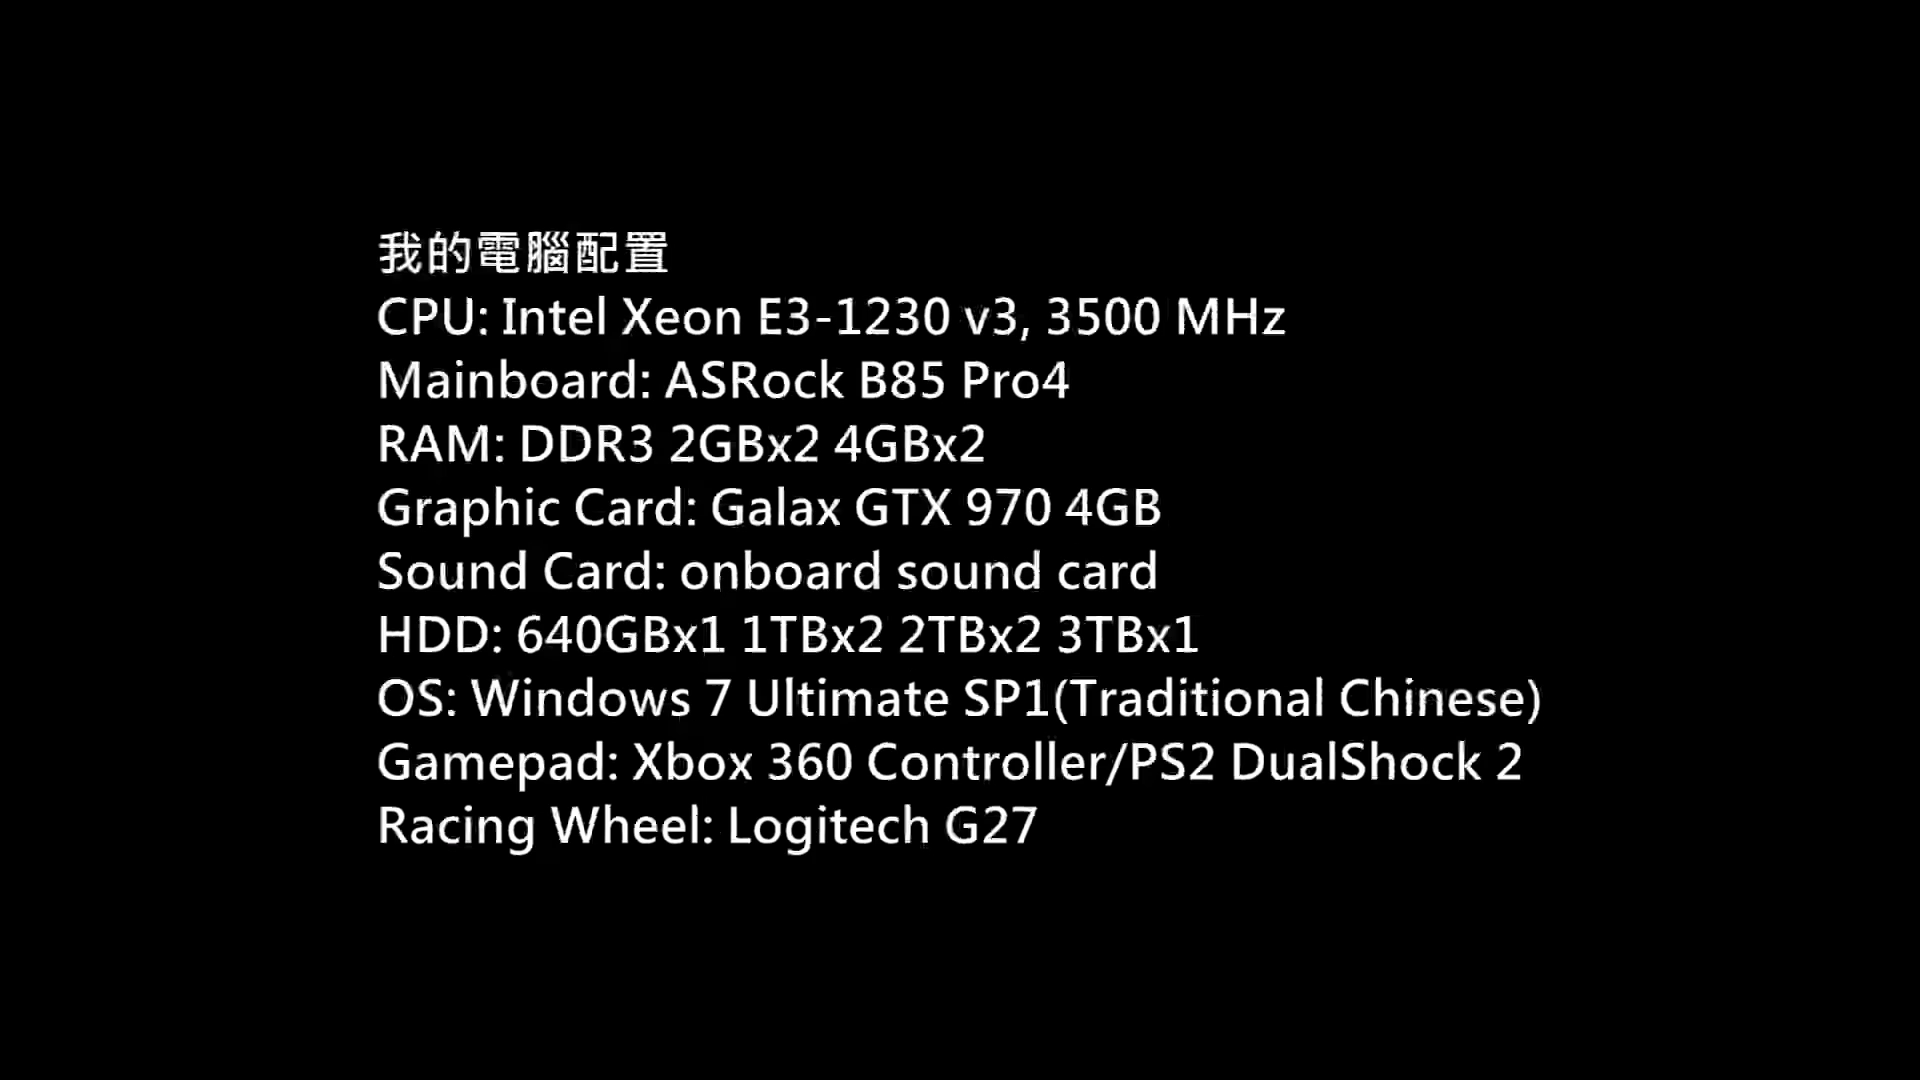 我的電腦配置
CPU: Intel Xeon E3-1230 v3, 3500 MHz
Mainboard: ASRock B85 Pro4
RAM: DDR3 2GBx2 4GBx2
Graphic Card: Galax GTX 970 4GB
Sound Card: onboard sound card
HDD: 640GBx1 1TBx2 2TBx2 3TBx1
OS: Windows 7 Ultimate SP1(Traditional Chinese)
Gamepad: Xbox 360 Controller/PS2 DualShock 2
Racing Wheel: Logitech G27